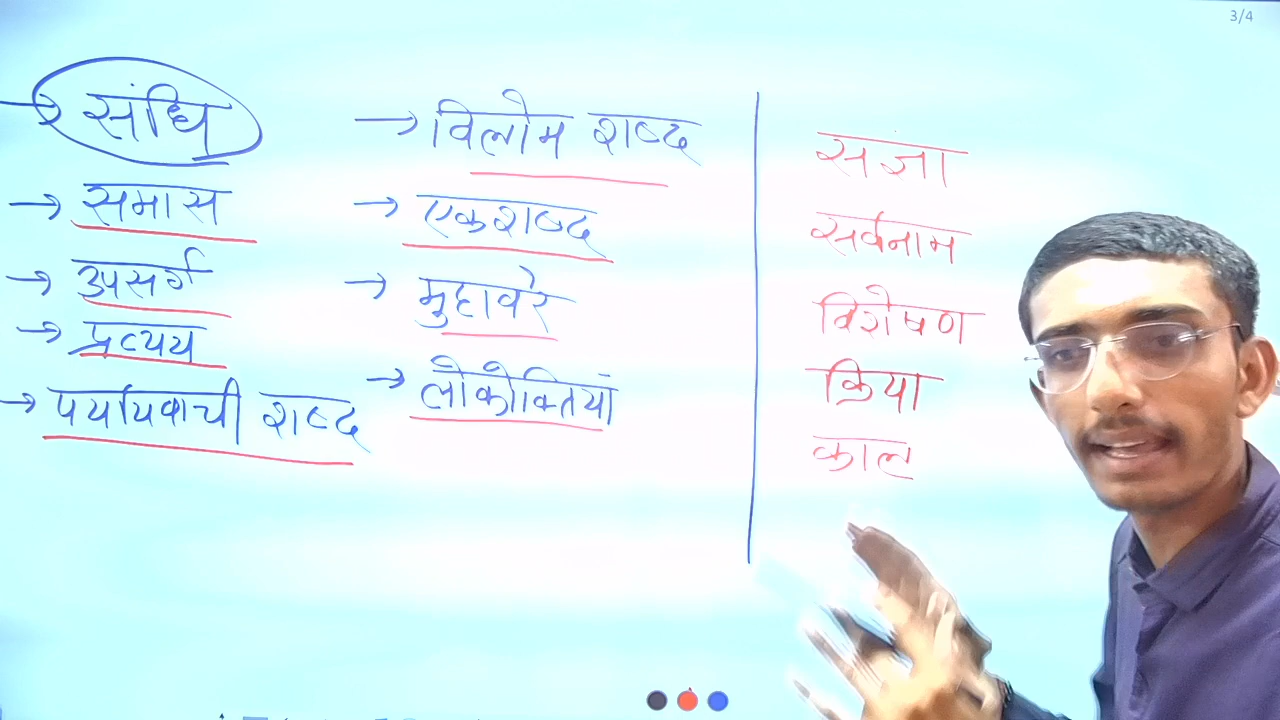 3/4
→ संधि
→ समास
→ उपसर्ग
→ प्रत्यय
→ पर्यायवाची शब्द
→ विलोम शब्द
→ एकशब्द
→ मुहावरे
→ लोकोक्तियां
संज्ञा
सर्वनाम
विशेषण
क्रिया
काल